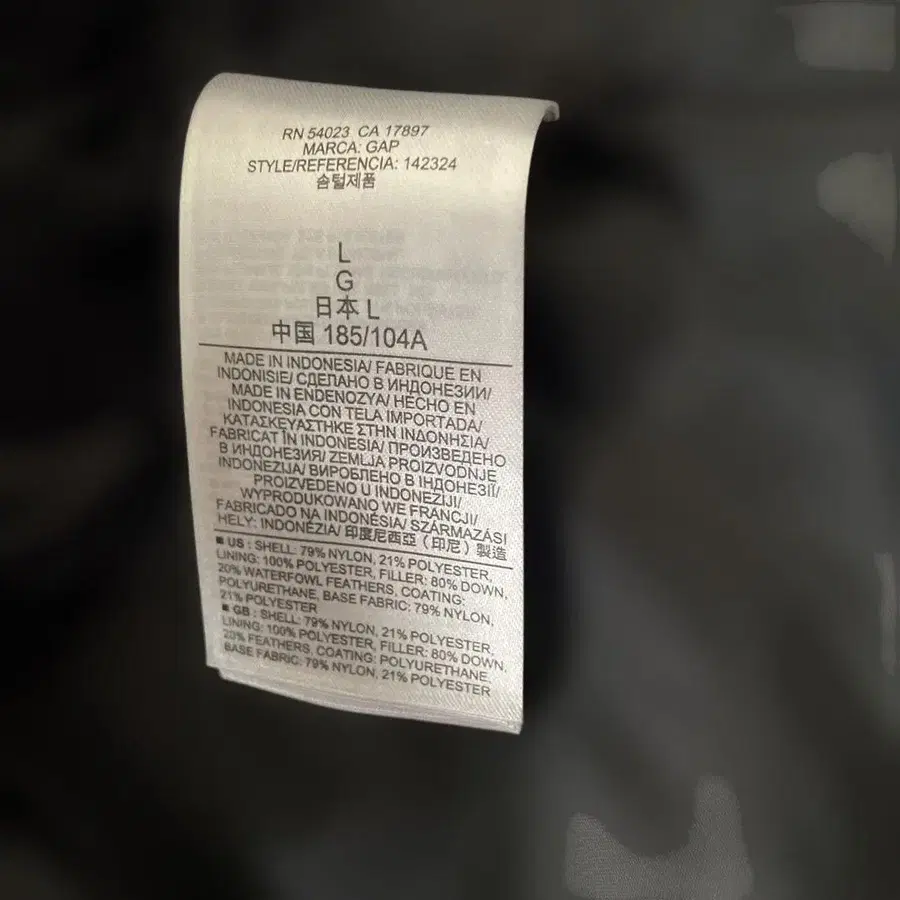 RN 54023 CA 17897
MARCA: GAP
STYLE/REFERENCIA: 142324
솜털제품
L
G
日本 L
中国 185/104A
MADE IN INDONESIA/ FABRIQUE EN
INDONISIE/ СДЕЛАНО В ИНДОНЕЗИИ/
MADE IN ENDENOZYA/ HECHO EN
INDONESIA CON TELA IMPORTADA/
ΚΑΤΑΣΚΕΥΑΣΤΗΚΕ ΣΤΗΝ ΙΝΔΟΝΗΣΙΑ/
FABRICAT ÎN INDONESIA/ ПРОИЗВЕДЕНО
В ИНДОНЕЗИЯ/ ZEMLJA PROIZVODNJE
INDONEZIJA/ ВИРОБЛЕНО В ІНДОНЕЗІЇ/
PROIZVEDENO U INDONEZIJI/
WYPRODUKOWANO WE FRANCJI/
FABRICADO NA INDONÉSIA/ SZÁRMAZÁSI
HELY: INDONÉZIA/ 印度尼西亞 (印尼) 製造
■ US : SHELL: 79% NYLON, 21% POLYESTER,
LINING: 100% POLYESTER, FILLER: 80% DOWN,
20% WATERFOWL FEATHERS, COATING:
POLYURETHANE, BASE FABRIC: 79% NYLON,
21% POLYESTER
■ GB : SHELL: 79% NYLON, 21% POLYESTER,
LINING: 100% POLYESTER, FILLER: 80% DOWN,
20% FEATHERS, COATING: POLYURETHANE,
BASE FABRIC: 79% NYLON, 21% POLYESTER